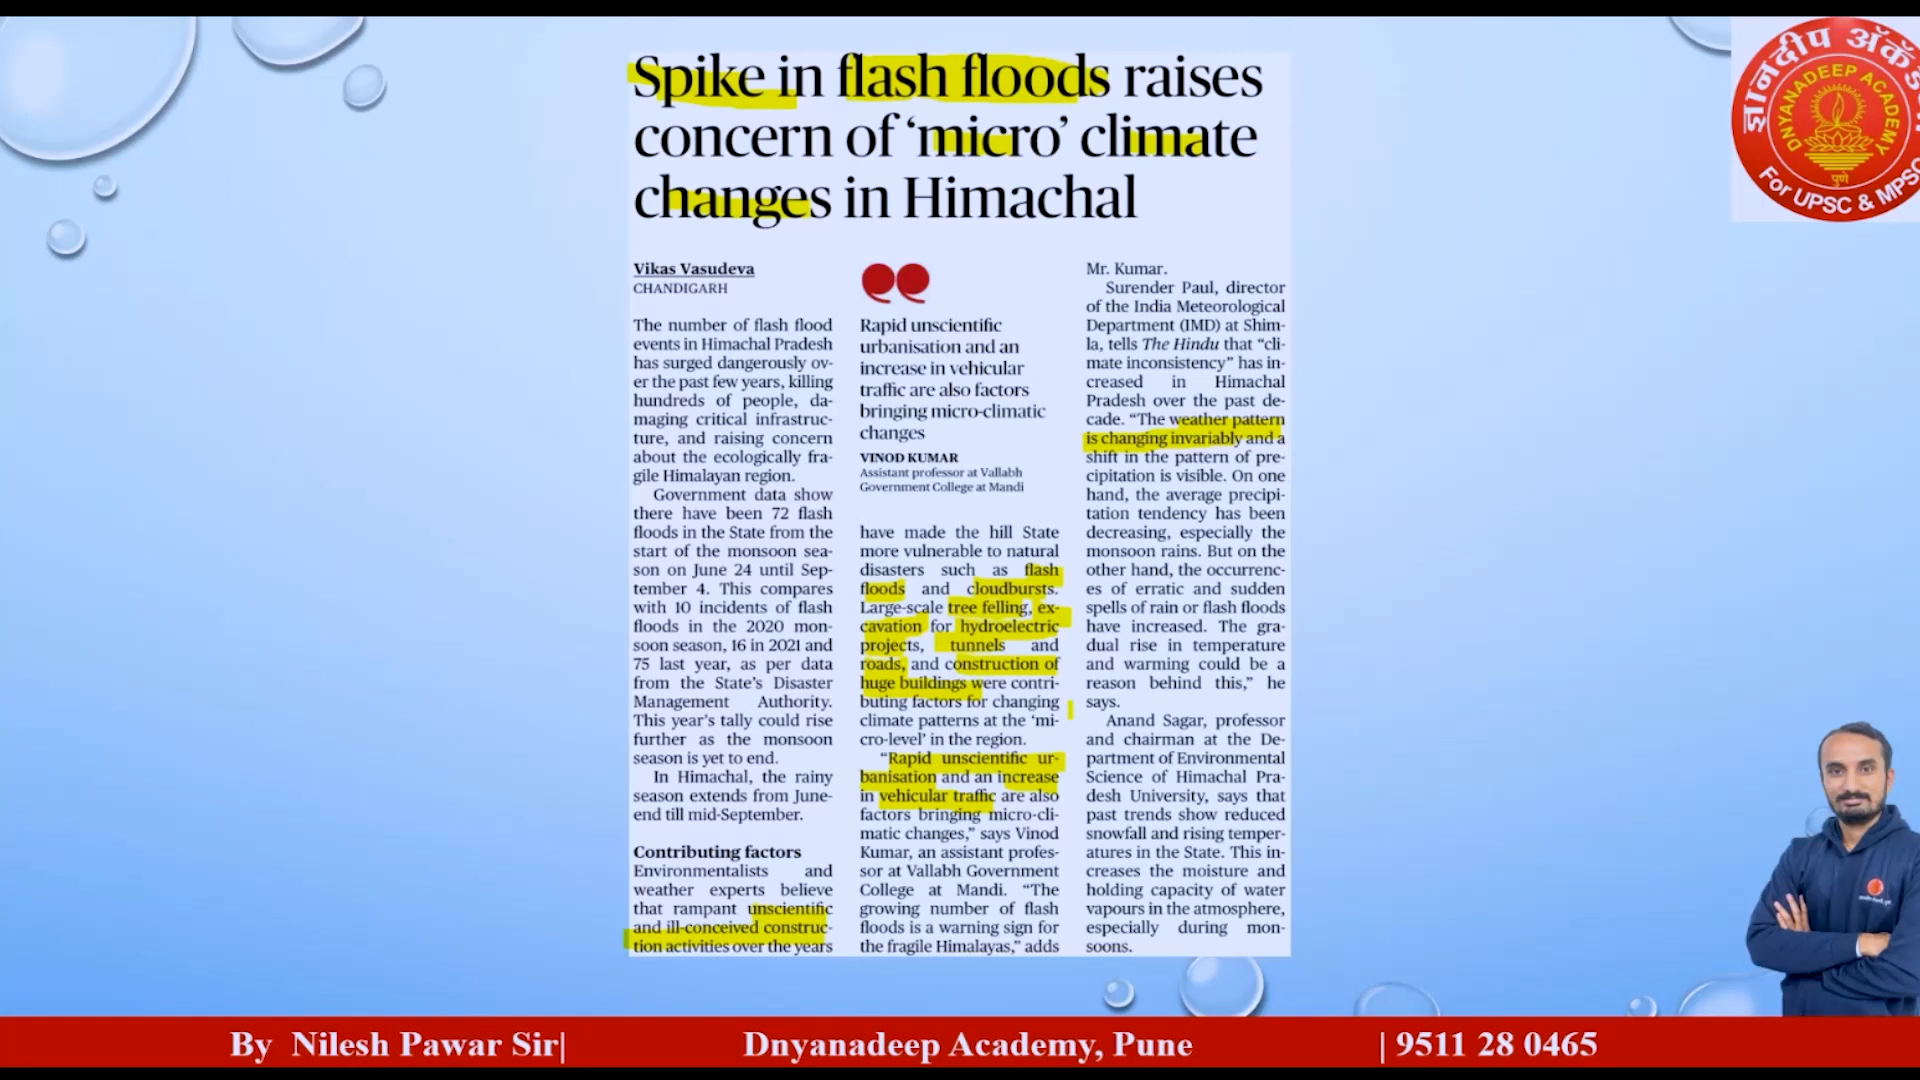 Spike in flash floods raises
concern of ‘micro’ climate
changes in Himachal
Vikas Vasudeva
CHANDIGARH
The number of flash flood
events in Himachal Pradesh
has surged dangerously ov-
er the past few years, killing
hundreds of people, da-
maging critical infrastruc-
ture, and raising concern
about the ecologically fra-
gile Himalayan region.
Government data show
there have been 72 flash
floods in the State from the
start of the monsoon sea-
son on June 24 until Sep-
tember 4. This compares
with 10 incidents of flash
floods in the 2020 mon-
soon season, 16 in 2021 and
75 last year, as per data
from the State’s Disaster
Management Authority.
This year’s tally could rise
further as the monsoon
season is yet to end.
In Himachal, the rainy
season extends from June-
end till mid-September.
Contributing factors
Environmentalists and
weather experts believe
that rampant unscientific
and ill-conceived construc-
tion activities over the years
Rapid unscientific
urbanisation and an
increase in vehicular
traffic are also factors
bringing micro-climatic
changes
VINOD KUMAR
Assistant professor at Vallabh
Government College at Mandi
have made the hill State
more vulnerable to natural
disasters such as flash
floods and cloudbursts.
Large-scale tree felling, ex-
cavation for hydroelectric
projects, tunnels and
roads, and construction of
huge buildings were contri-
buting factors for changing
climate patterns at the ‘mi-
cro-level’ in the region.
“Rapid unscientific ur-
banisation and an increase
in vehicular traffic are also
factors bringing micro-cli-
matic changes,” says Vinod
Kumar, an assistant profes-
sor at Vallabh Government
College at Mandi. “The
growing number of flash
floods is a warning sign for
the fragile Himalayas,” adds
Mr. Kumar.
Surender Paul, director
of the India Meteorological
Department (IMD) at Shim-
la, tells The Hindu that “cli-
mate inconsistency” has in-
creased in Himachal
Pradesh over the past de-
cade. “The weather pattern
is changing invariably and a
shift in the pattern of pre-
cipitation is visible. On one
hand, the average precipi-
tation tendency has been
decreasing, especially the
monsoon rains. But on the
other hand, the occurrenc-
es of erratic and sudden
spells of rain or flash floods
have increased. The gra-
dual rise in temperature
and warming could be a
reason behind this,” he
says.
Anand Sagar, professor
and chairman at the De-
partment of Environmental
Science of Himachal Pra-
desh University, says that
past trends show reduced
snowfall and rising temper-
atures in the State. This in-
creases the moisture and
holding capacity of water
vapours in the atmosphere,
especially during mon-
soons.
ज्ञानदीप
DNYANADEEP ACADEMY
पुणे
For UPSC & MPSC
By Nilesh Pawar Sir| Dnyanadeep Academy, Pune | 9511 28 0465